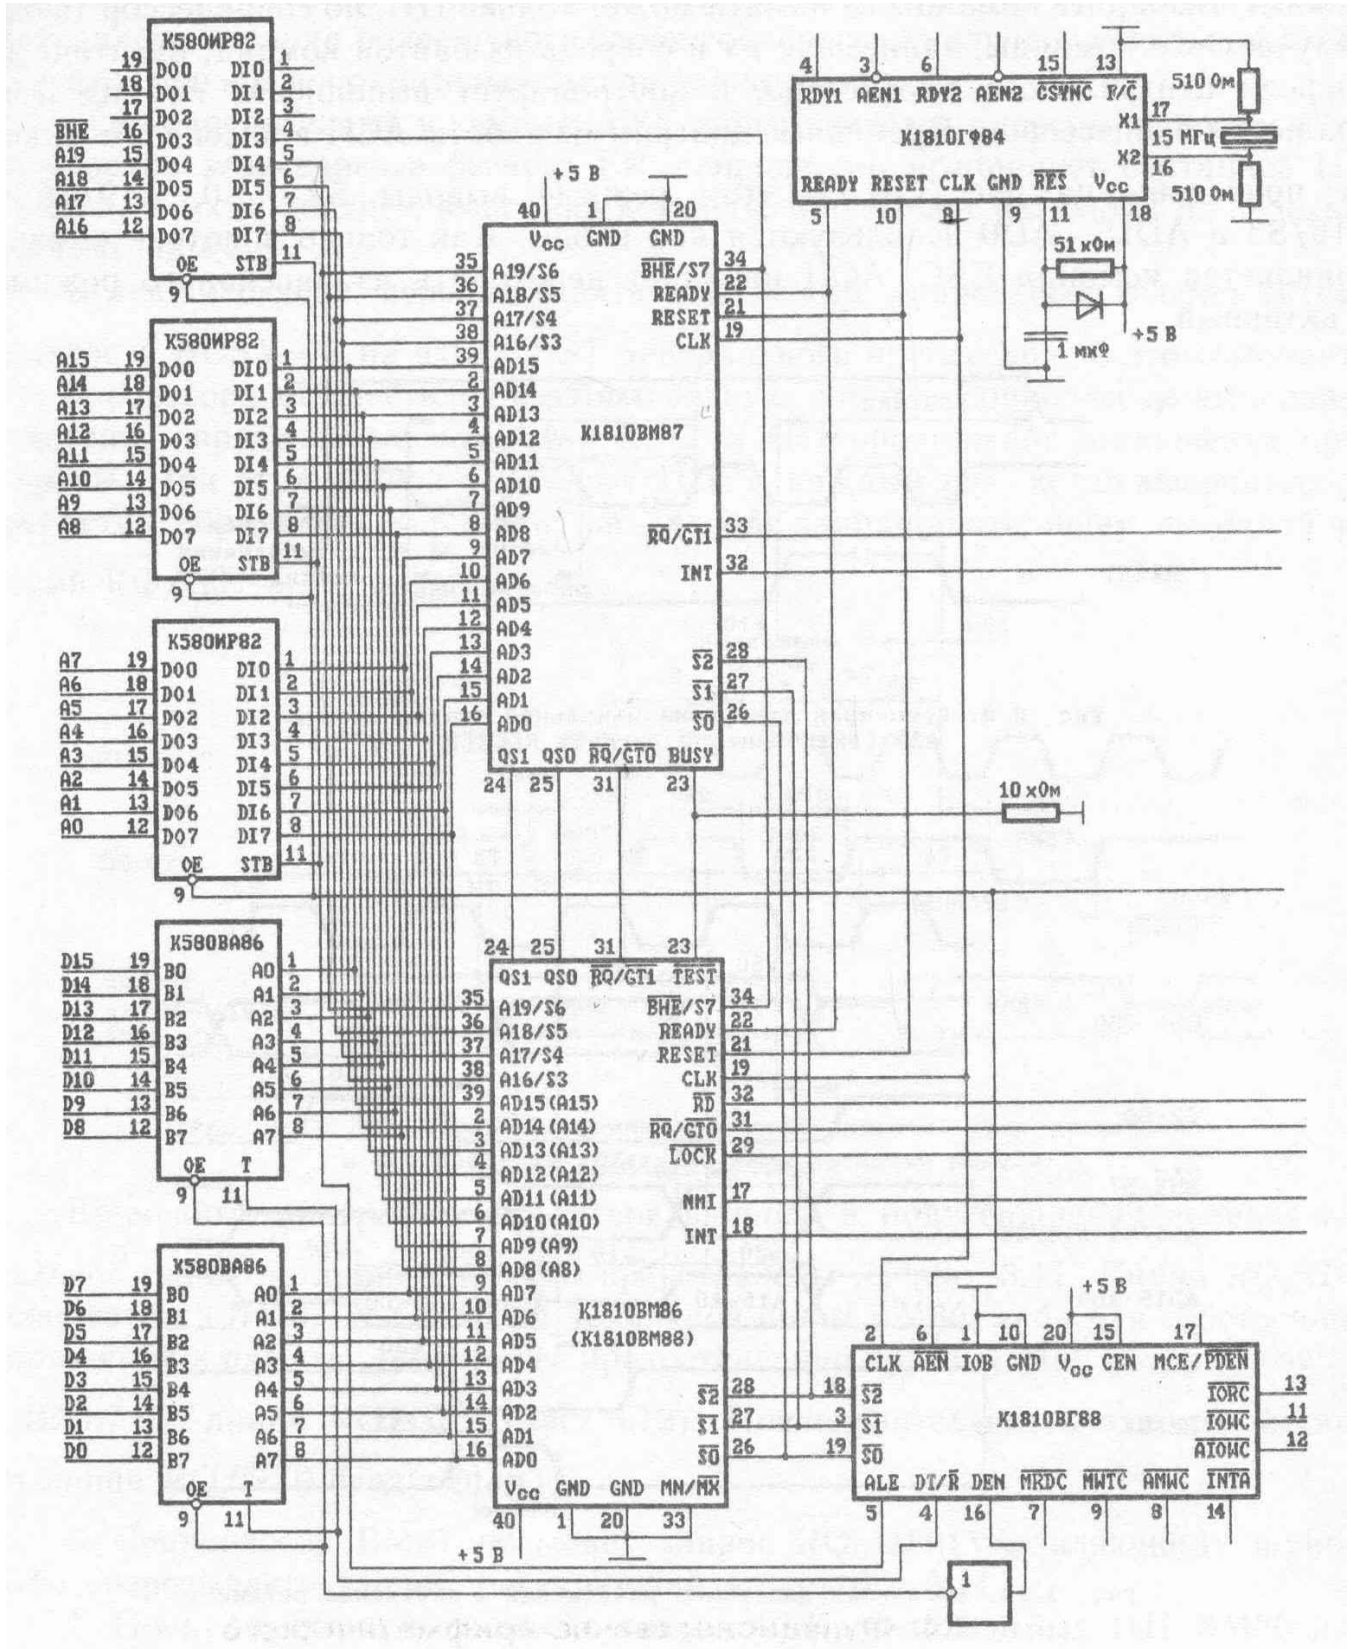 К580ИР82
19 DO0 DI0 1
18 DO1 DI1 2
17 DO2 DI2 3
BHE 16 DO3 DI3 4
A19 15 DO4 DI4 5
A18 14 DO5 DI5 6
A17 13 DO6 DI6 7
A16 12 DO7 DI7 8
OE STB 11
9
К580ИР82
A15 19 DO0 DI0 1
A14 18 DO1 DI1 2
A13 17 DO2 DI2 3
A12 16 DO3 DI3 4
A11 15 DO4 DI4 5
A10 14 DO5 DI5 6
A9 13 DO6 DI6 7
A8 12 DO7 DI7 8
OE STB 11
9
К580ИР82
A7 19 DO0 DI0 1
A6 18 DO1 DI1 2
A5 17 DO2 DI2 3
A4 16 DO3 DI3 4
A3 15 DO4 DI4 5
A2 14 DO5 DI5 6
A1 13 DO6 DI6 7
A0 12 DO7 DI7 8
OE STB 11
9
К580ВА86
D15 19 B0 A0 1
D14 18 B1 A1 2
D13 17 B2 A2 3
D12 16 B3 A3 4
D11 15 B4 A4 5
D10 14 B5 A5 6
D9 13 B6 A6 7
D8 12 B7 A7 8
OE T
9 11
К580ВА86
D7 19 B0 A0 1
D6 18 B1 A1 2
D5 17 B2 A2 3
D4 16 B3 A3 4
D3 15 B4 A4 5
D2 14 B5 A5 6
D1 13 B6 A6 7
D0 12 B7 A7 8
OE T
9 11
+5 В
40 1 20
Vcc GND GND
35 A19/S6 BHE/S7 34
36 A18/S5 READY 22
37 A17/S4 RESET 21
38 A16/S3 CLK 19
39 AD15
2 AD14
3 AD13
4 AD12
К1810ВМ87
5 AD11
6 AD10
7 AD9
8 AD8 RQ/GT1 33
9 AD7
10 AD6 INT 32
11 AD5
12 AD4
13 AD3 S2 28
14 AD2
15 AD1 S1 27
16 AD0 S0 26
QS1 QS0 RQ/GT0 BUSY
24 25 31 23
10 кОм
4 3 6 8 15 13
RDY1 AEN1 RDY2 AEN2 CSYNC F/C
К1810ГФ84
X1 17
X2 16
READY RESET CLK GND RES Vcc
5 10 8 9 11 18
510 Ом
15 МГц
510 Ом
51 кОм
1 мкФ
+5 В
24 25 31 23
QS1 QS0 RQ/GT1 TEST
35 A19/S6 BHE/S7 34
36 A18/S5 READY 22
37 A17/S4 RESET 21
38 A16/S3 CLK 19
39 AD15(A15) RD 32
2 AD14(A14) RQ/GT0 31
3 AD13(A13) LOCK 29
4 AD12(A12)
5 AD11(A11) NMI 17
6 AD10(A10)
7 AD9(A9) INT 18
8 AD8(A8)
9 AD7
10 AD6
11 AD5
12 AD4
К1810ВМ86
(К1810ВМ88)
13 AD3 S2 28
14 AD2
15 AD1 S1 27
16 AD0 S0 26
Vcc GND GND MN/MX
40 1 20 33
+5 В
+5 В
2 6 1 10 20 15 17
CLK AEN IOB GND Vcc CEN MCE/PDEN
18 S2 IORC 13
3 S1 IOWC 11
19 S0 AIOWC 12
К1810ВГ88
ALE DT/R DEN MRDC MWTC AMWC INTA
5 4 16 7 9 8 14
1